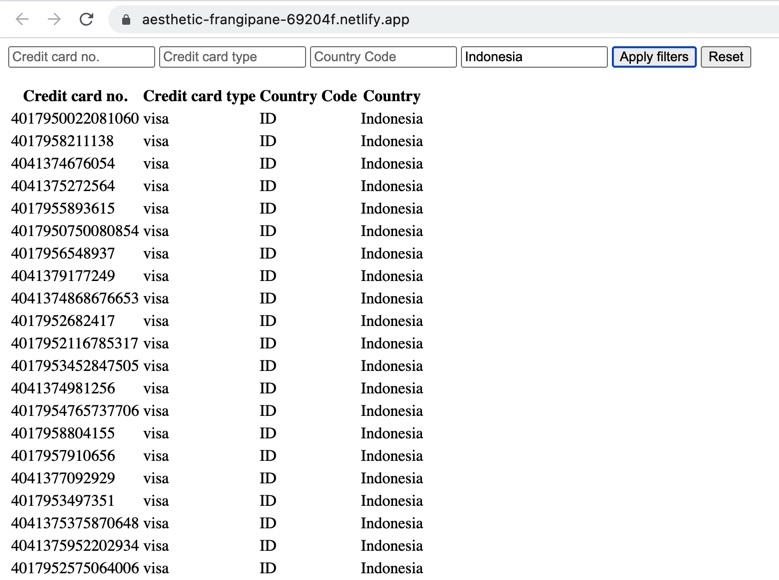 aesthetic-frangipane-69204f.netlify.app
Credit card no. Credit card type Country Code Indonesia Apply filters Reset
Credit card no. Credit card type Country Code Country
4017950022081060 visa ID Indonesia
4017958211138 visa ID Indonesia
4041374676054 visa ID Indonesia
4041375272564 visa ID Indonesia
4017955893615 visa ID Indonesia
4017950750080854 visa ID Indonesia
4017956548937 visa ID Indonesia
4041379177249 visa ID Indonesia
4041374868676653 visa ID Indonesia
4017952682417 visa ID Indonesia
4017952116785317 visa ID Indonesia
4017953452847505 visa ID Indonesia
4041374981256 visa ID Indonesia
4017954765737706 visa ID Indonesia
4017958804155 visa ID Indonesia
4017957910656 visa ID Indonesia
4041377092929 visa ID Indonesia
4017953497351 visa ID Indonesia
4041375375870648 visa ID Indonesia
4041375952202934 visa ID Indonesia
4017952575064006 visa ID Indonesia